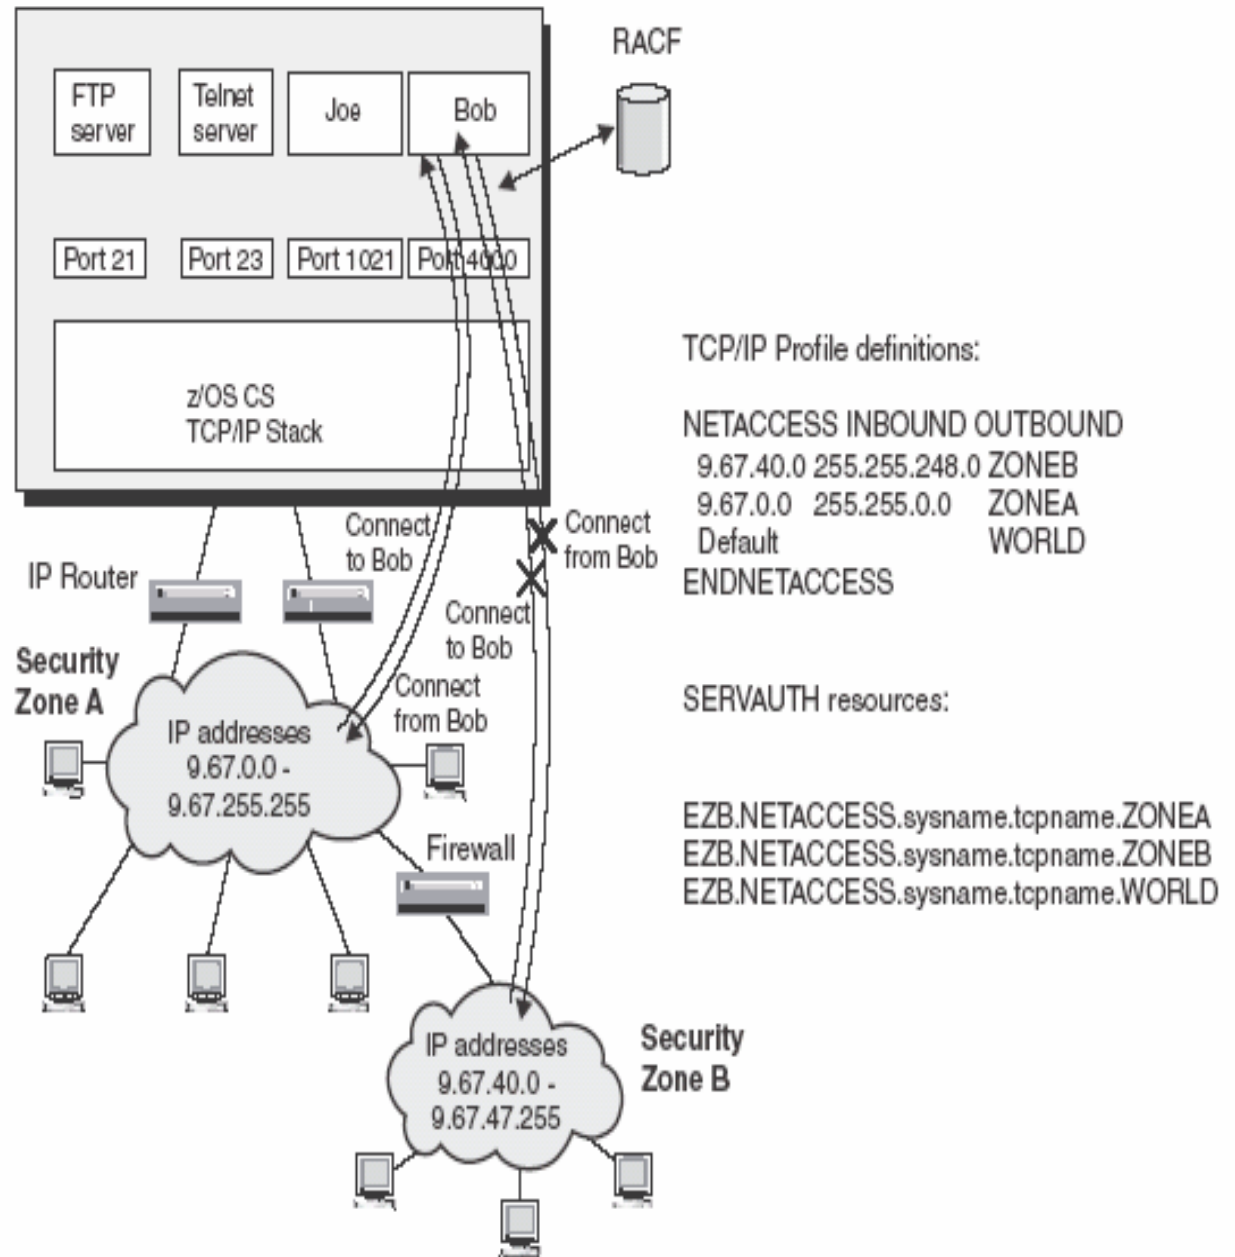 RACF
FTP
server
Telnet
server
Joe
Bob
Port 21
Port 23
Port 1021
Port 4000
z/OS CS
TCP/IP Stack
TCP/IP Profile definitions:
NETACCESS INBOUND OUTBOUND
9.67.40.0 255.255.248.0 ZONEB
9.67.0.0 255.255.0.0 ZONEA
Default WORLD
ENDNETACCESS
Connect
to Bob
Connect
from Bob
IP Router
Connect
to Bob
Security
Zone A
Connect
from Bob
IP addresses
9.67.0.0 -
9.67.255.255
SERVAUTH resources:
EZB.NETACCESS.sysname.tcpname.ZONEA
EZB.NETACCESS.sysname.tcpname.ZONEB
EZB.NETACCESS.sysname.tcpname.WORLD
Firewall
IP addresses
9.67.40.0 -
9.67.47.255
Security
Zone B